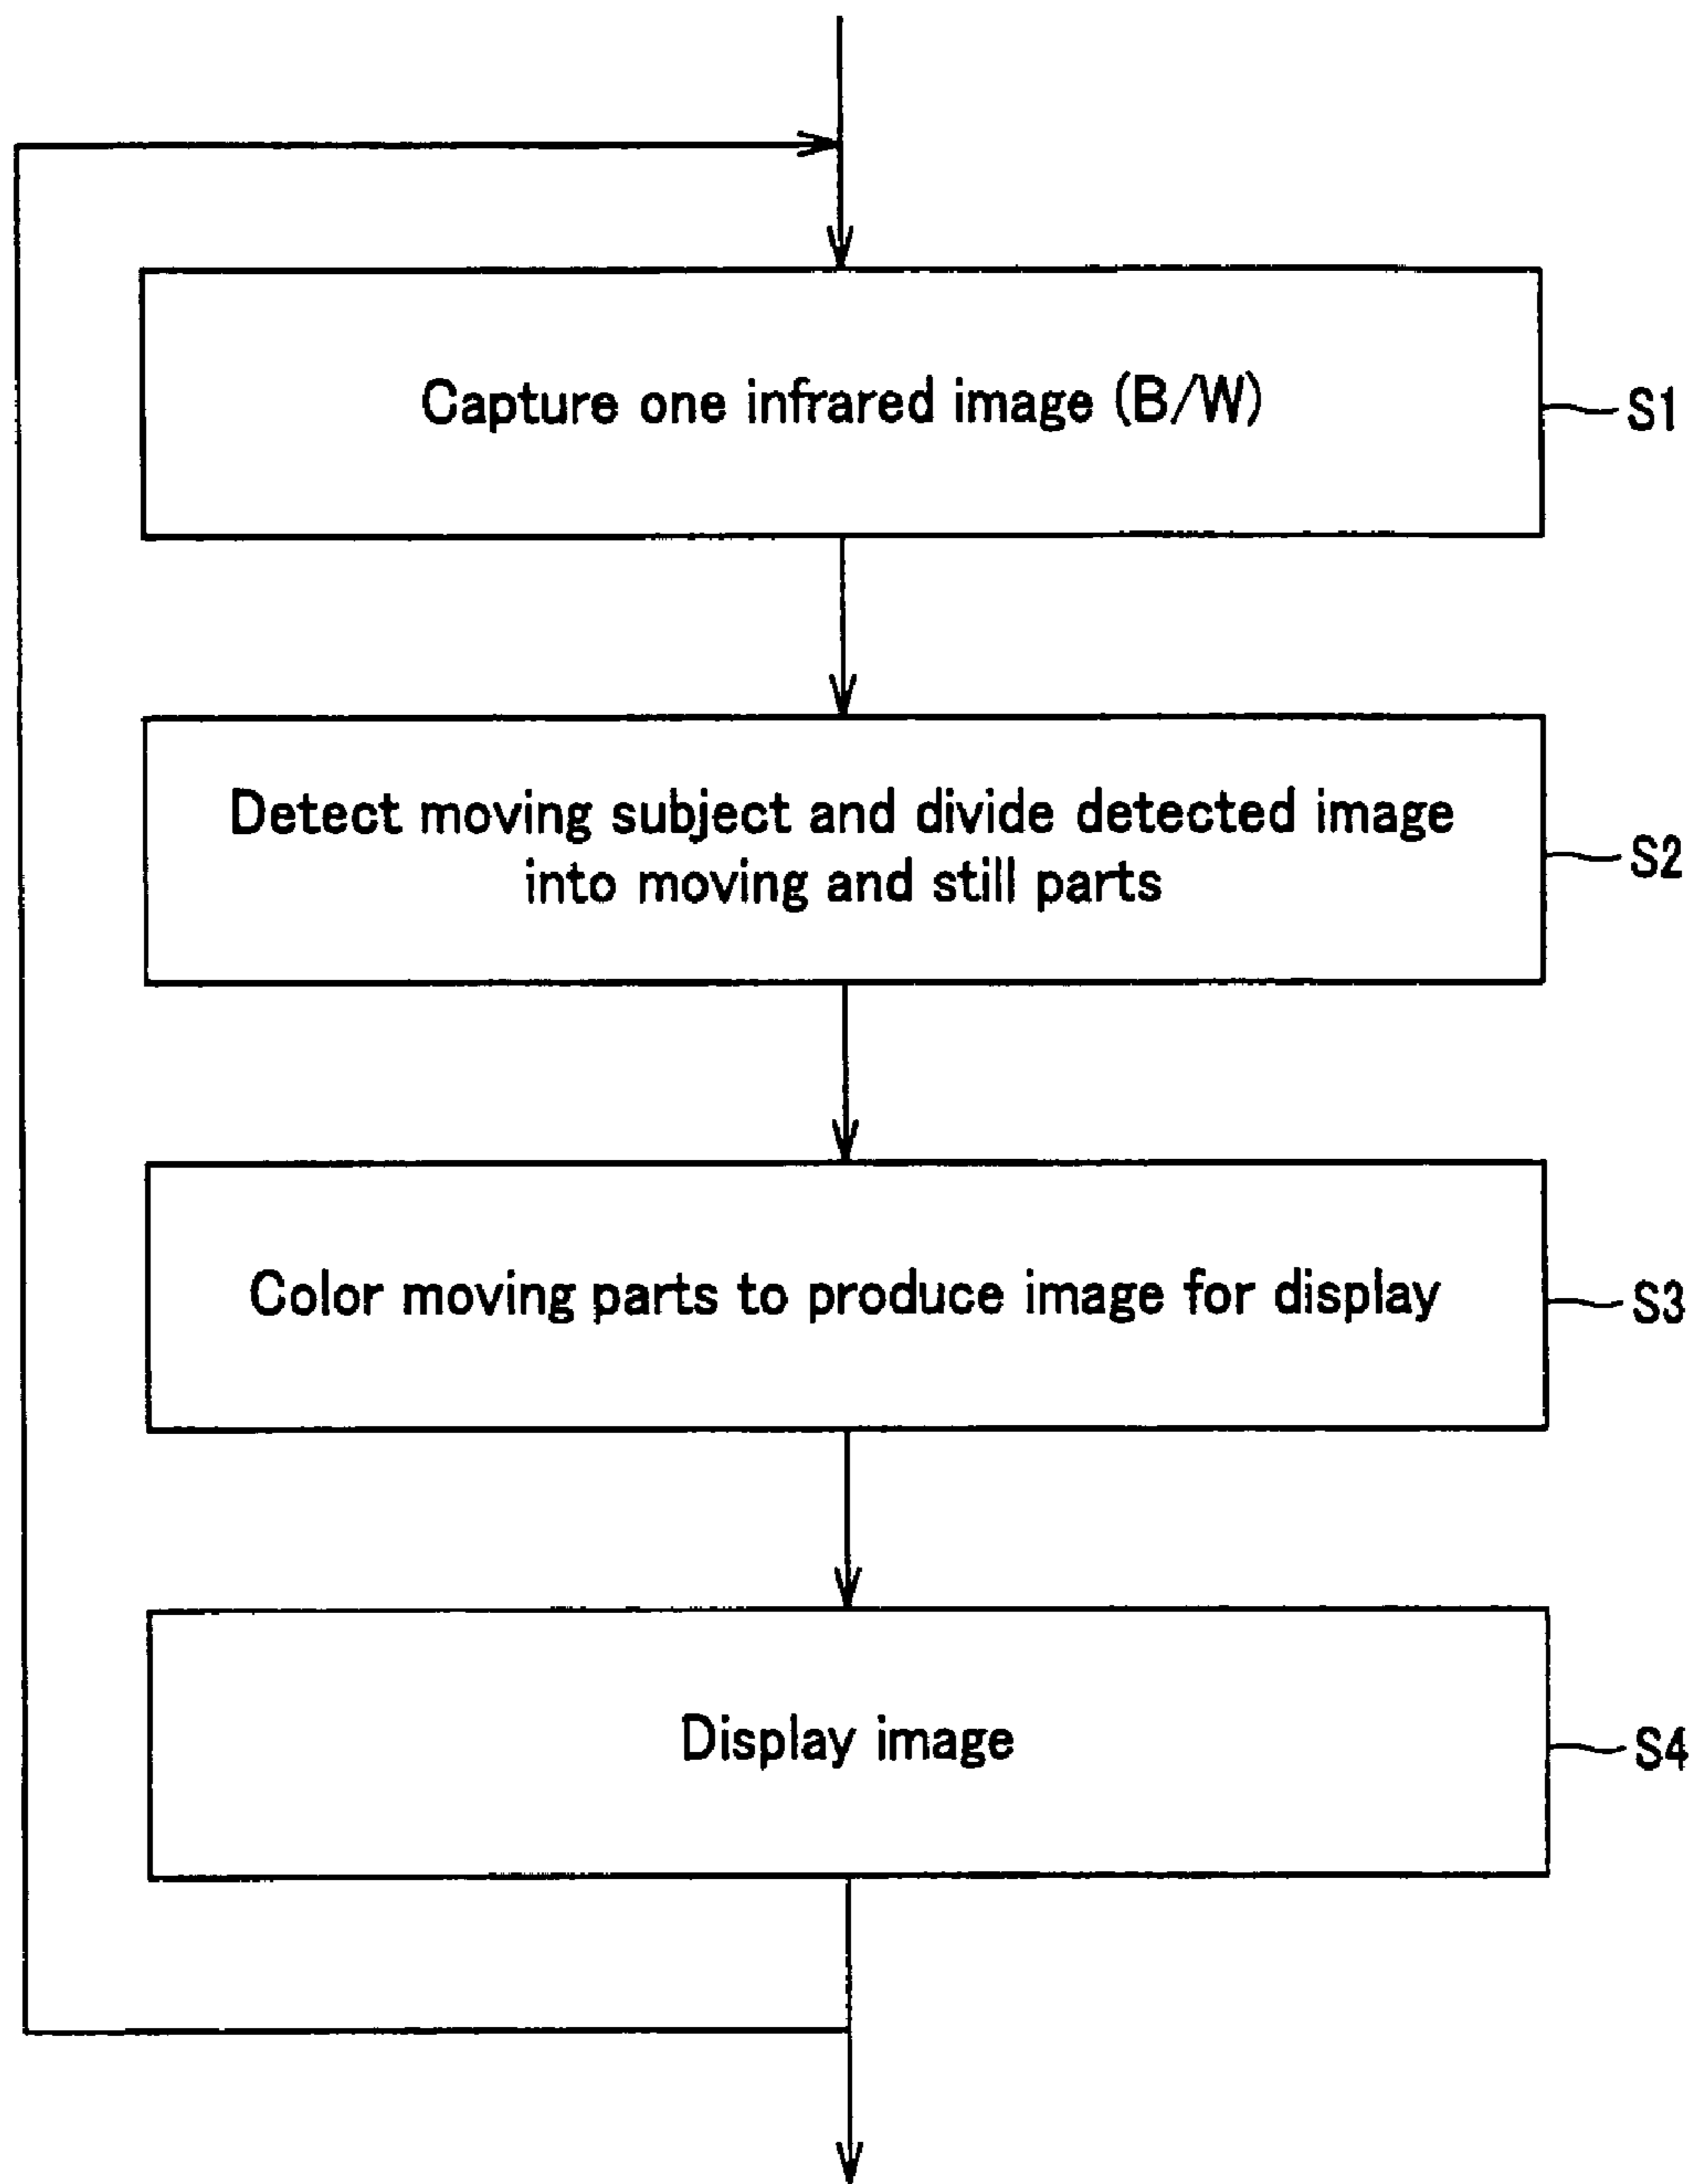 Capture one infrared image (B/W)
S1
Detect moving subject and divide detected image
into moving and still parts
S2
Color moving parts to produce image for display
S3
Display image
S4